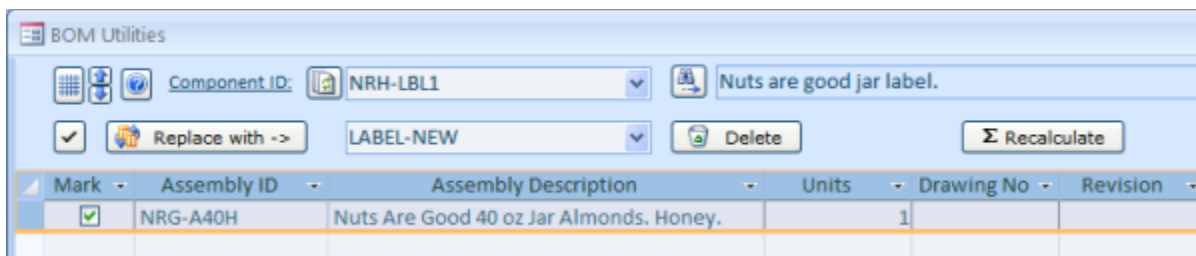 BOM Utilities
Component ID: NRH-LBL1 Nuts are good jar label.
Replace with -> LABEL-NEW Delete Σ Recalculate
Mark Assembly ID Assembly Description Units Drawing No Revision
NRG-A40H Nuts Are Good 40 oz Jar Almonds. Honey. 1